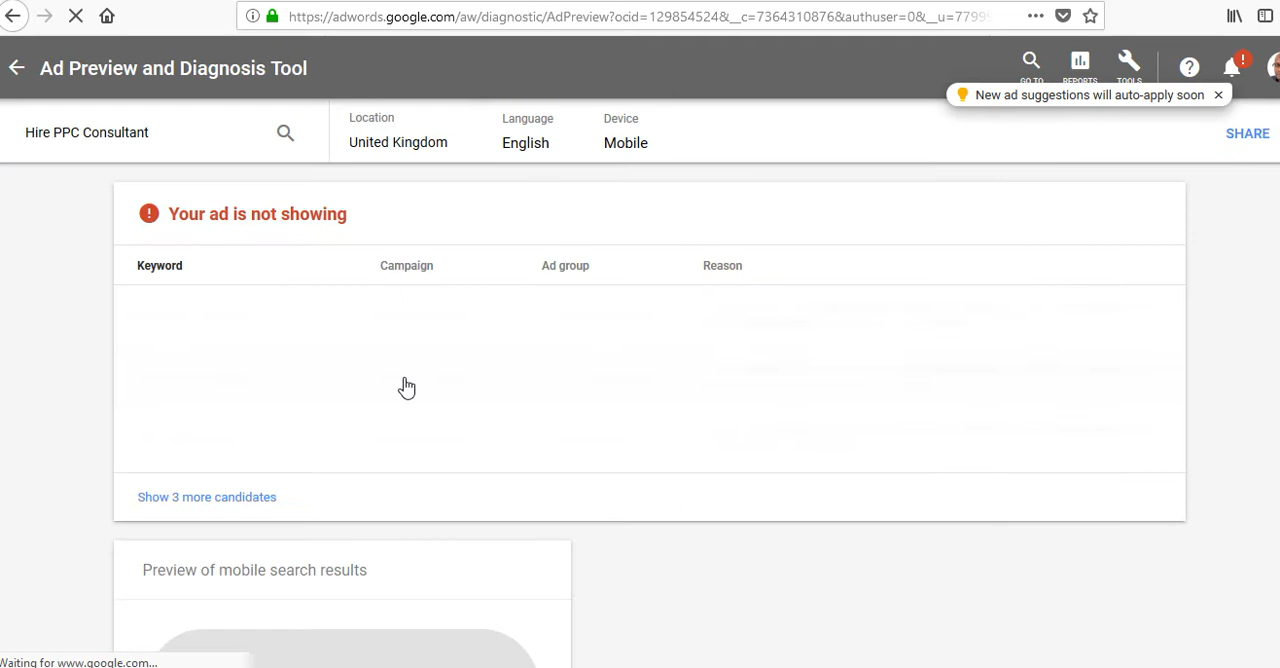 https://adwords.google.com/aw/diagnostic/AdPreview?ocid=129854524&__c=7364310876&authuser=0&__u=7799
Ad Preview and Diagnosis Tool
GO TO
REPORTS
TOOLS
New ad suggestions will auto-apply soon
Hire PPC Consultant
Location
United Kingdom
Language
English
Device
Mobile
SHARE
Your ad is not showing
Keyword Campaign Ad group Reason
Show 3 more candidates
Preview of mobile search results
Waiting for www.google.com...